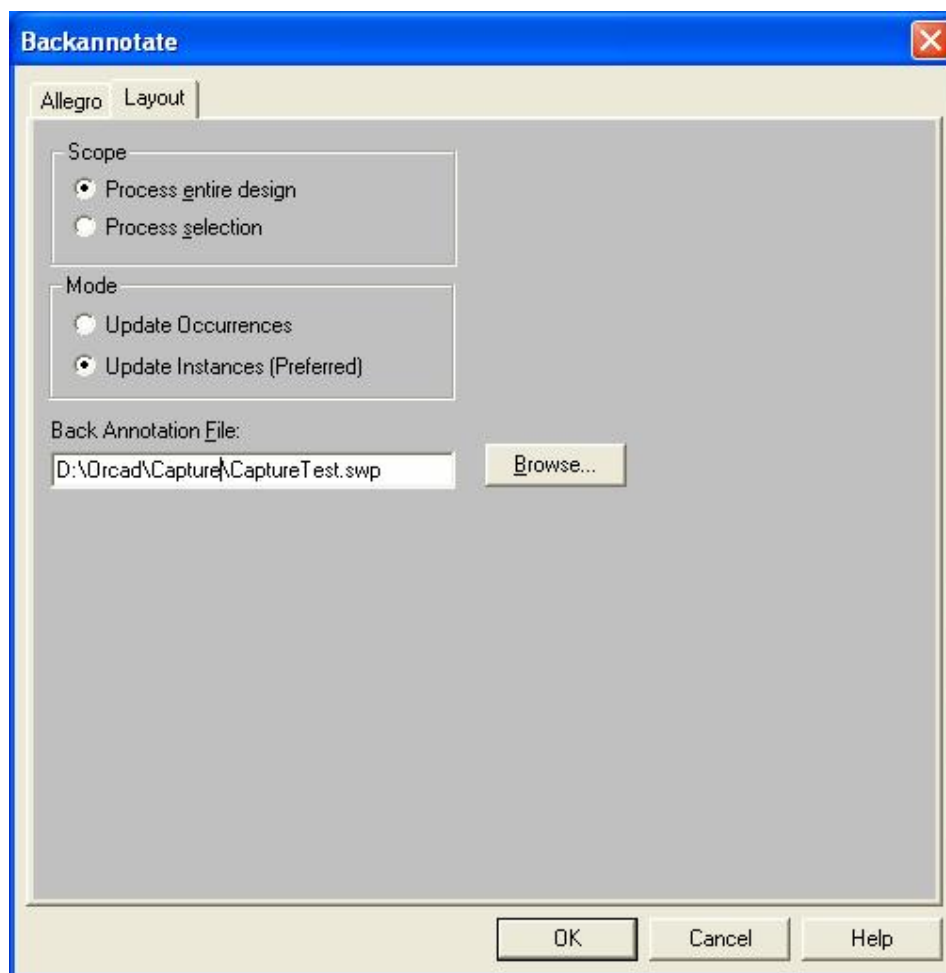 Backannotate
Allegro Layout
Scope
Process entire design
Process selection
Mode
Update Occurrences
Update Instances (Preferred)
Back Annotation File:
D:\Orcad\Capture\CaptureTest.swp Browse...
OK Cancel Help